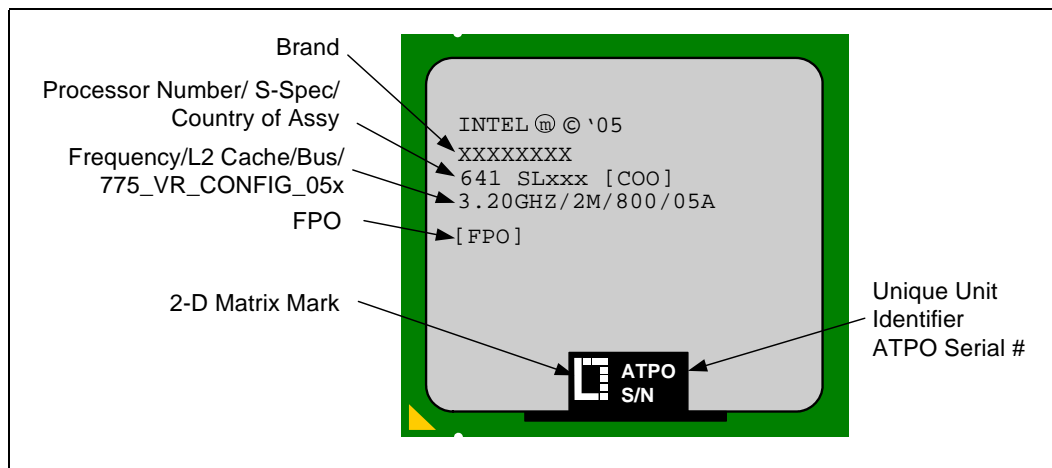 Brand
Processor Number/ S-Spec/
Country of Assy
Frequency/L2 Cache/Bus/
775_VR_CONFIG_05x
FPO
2-D Matrix Mark
INTEL ⓜ © '05
XXXXXXXX
641 SLxxx [COO]
3.20GHZ/2M/800/05A
[FPO]
ATPO
S/N
Unique Unit
Identifier
ATPO Serial #